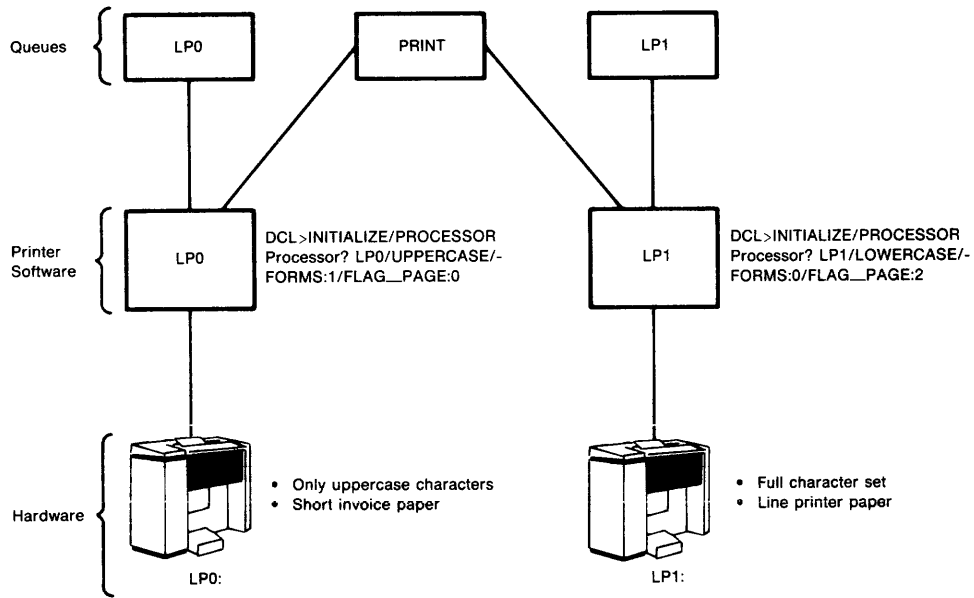 Queues
LP0
PRINT
LP1
Printer
Software
LP0
DCL>INITIALIZE/PROCESSOR
Processor? LP0/UPPERCASE/-
FORMS:1/FLAG__PAGE:0
LP1
DCL>INITIALIZE/PROCESSOR
Processor? LP1/LOWERCASE/-
FORMS:0/FLAG__PAGE:2
Hardware
• Only uppercase characters
• Short invoice paper
LP0:
• Full character set
• Line printer paper
LP1: